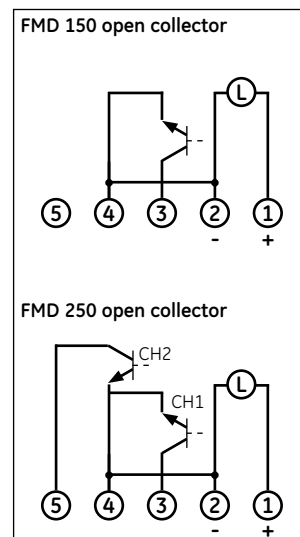 FMD 150 open collector
L
5 4 3 2 1
- +
FMD 250 open collector
CH2
L
CH1
5 4 3 2 1
- +